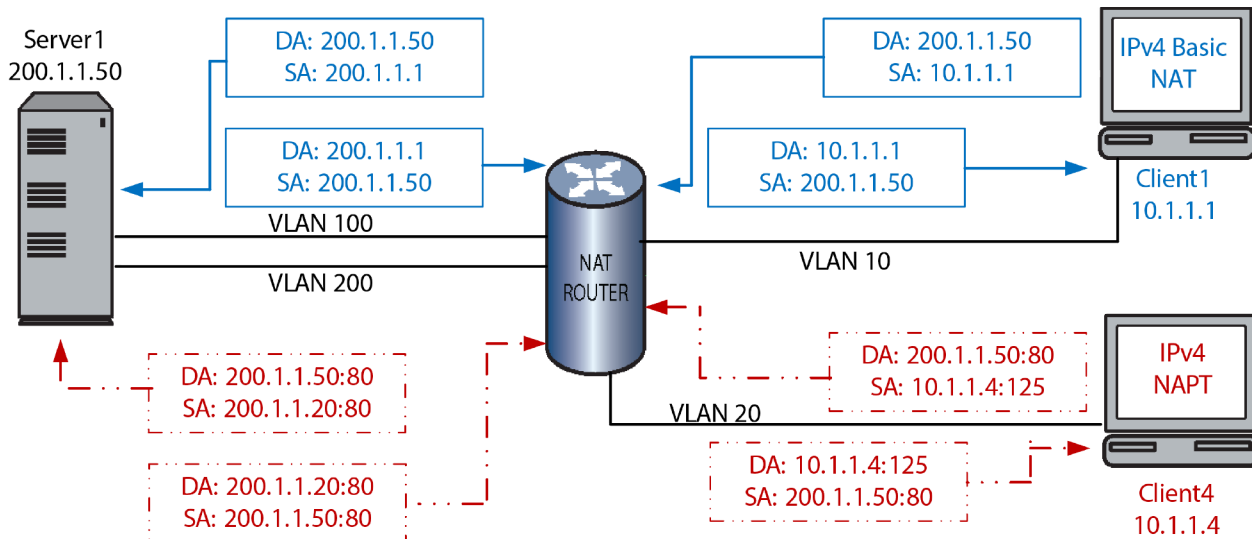 Server1
200.1.1.50
DA: 200.1.1.50
SA: 200.1.1.1
DA: 200.1.1.50
SA: 10.1.1.1
IPv4 Basic
NAT
DA: 200.1.1.1
SA: 200.1.1.50
DA: 10.1.1.1
SA: 200.1.1.50
Client1
10.1.1.1
VLAN 100
VLAN 10
VLAN 200
NAT
ROUTER
DA: 200.1.1.50:80
SA: 200.1.1.20:80
DA: 200.1.1.50:80
SA: 10.1.1.4:125
IPv4
NAPT
VLAN 20
DA: 200.1.1.20:80
SA: 200.1.1.50:80
DA: 10.1.1.4:125
SA: 200.1.1.50:80
Client4
10.1.1.4